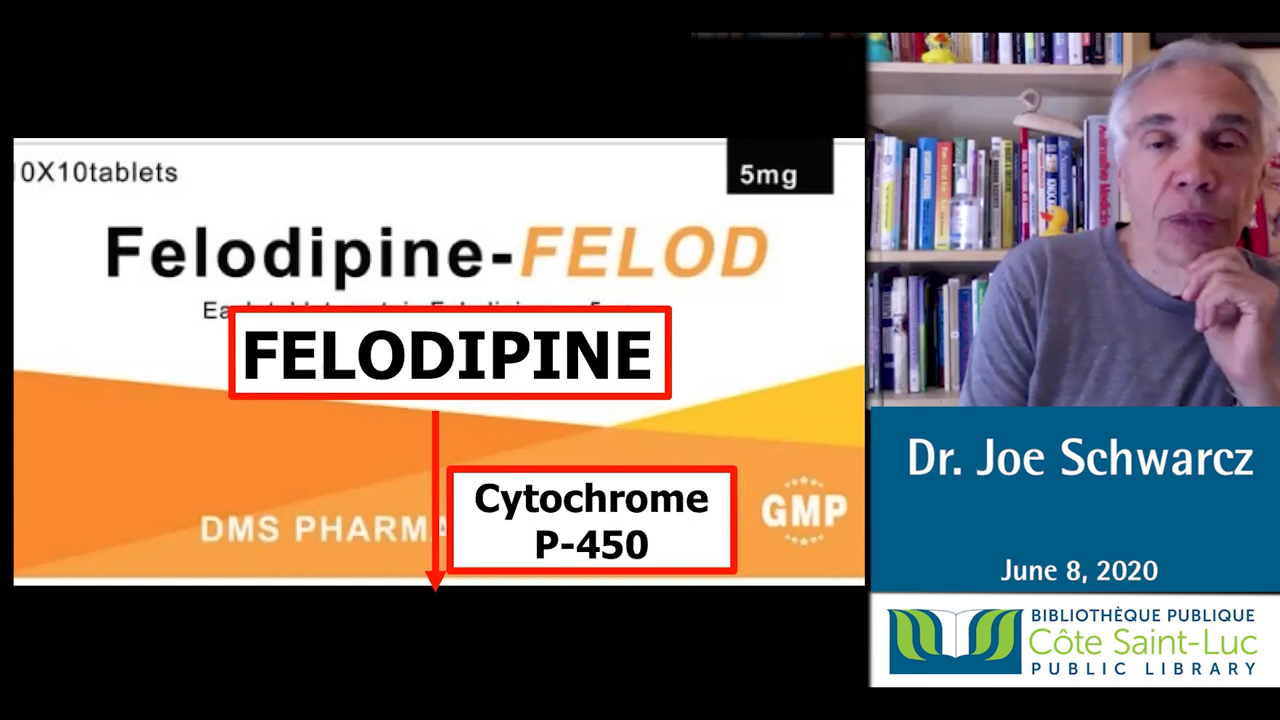 10X10tablets
5mg
Felodipine-FELOD
FELODIPINE
Cytochrome
P-450
DMS PHARMA
GMP
Dr. Joe Schwarcz
June 8, 2020
BIBLIOTHÈQUE PUBLIQUE
Côte Saint-Luc
PUBLIC LIBRARY